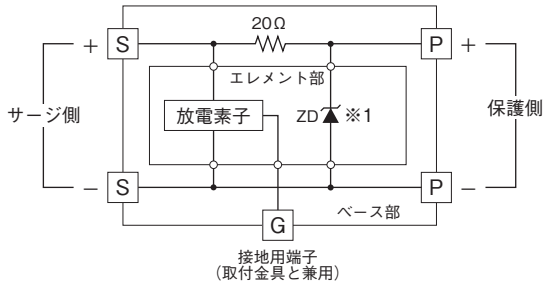 20Ω
＋ S
P ＋
エレメント部
サージ側
放電素子
ZD ※1
保護側
− S
P −
ベース部
G
接地用端子
（取付金具と兼用）